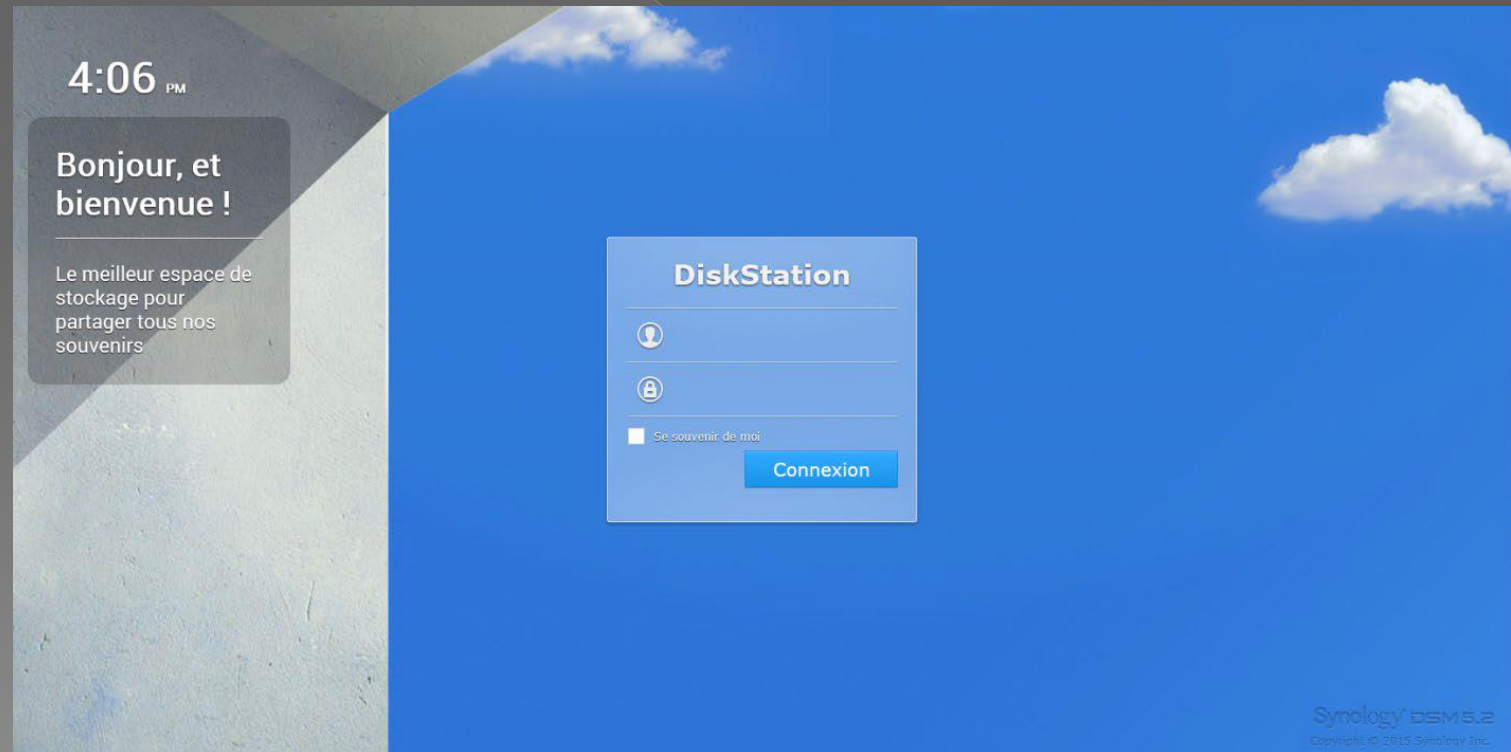 4:06 PM
Bonjour, et
bienvenue !
Le meilleur espace de
stockage pour
partager tous nos
souvenirs
DiskStation
Se souvenir de moi
Connexion
Synology DSM 5.2
Copyright © 2015 Synology Inc.